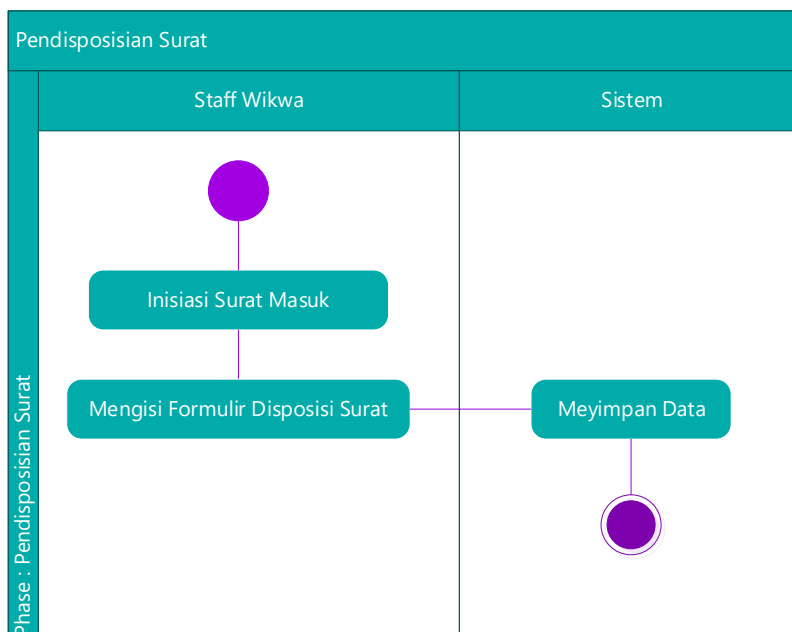 Pendisposisian Surat
Staff Wikwa
Sistem
Inisiasi Surat Masuk
Mengisi Formulir Disposisi Surat
Meyimpan Data
Phase : Pendisposisian Surat